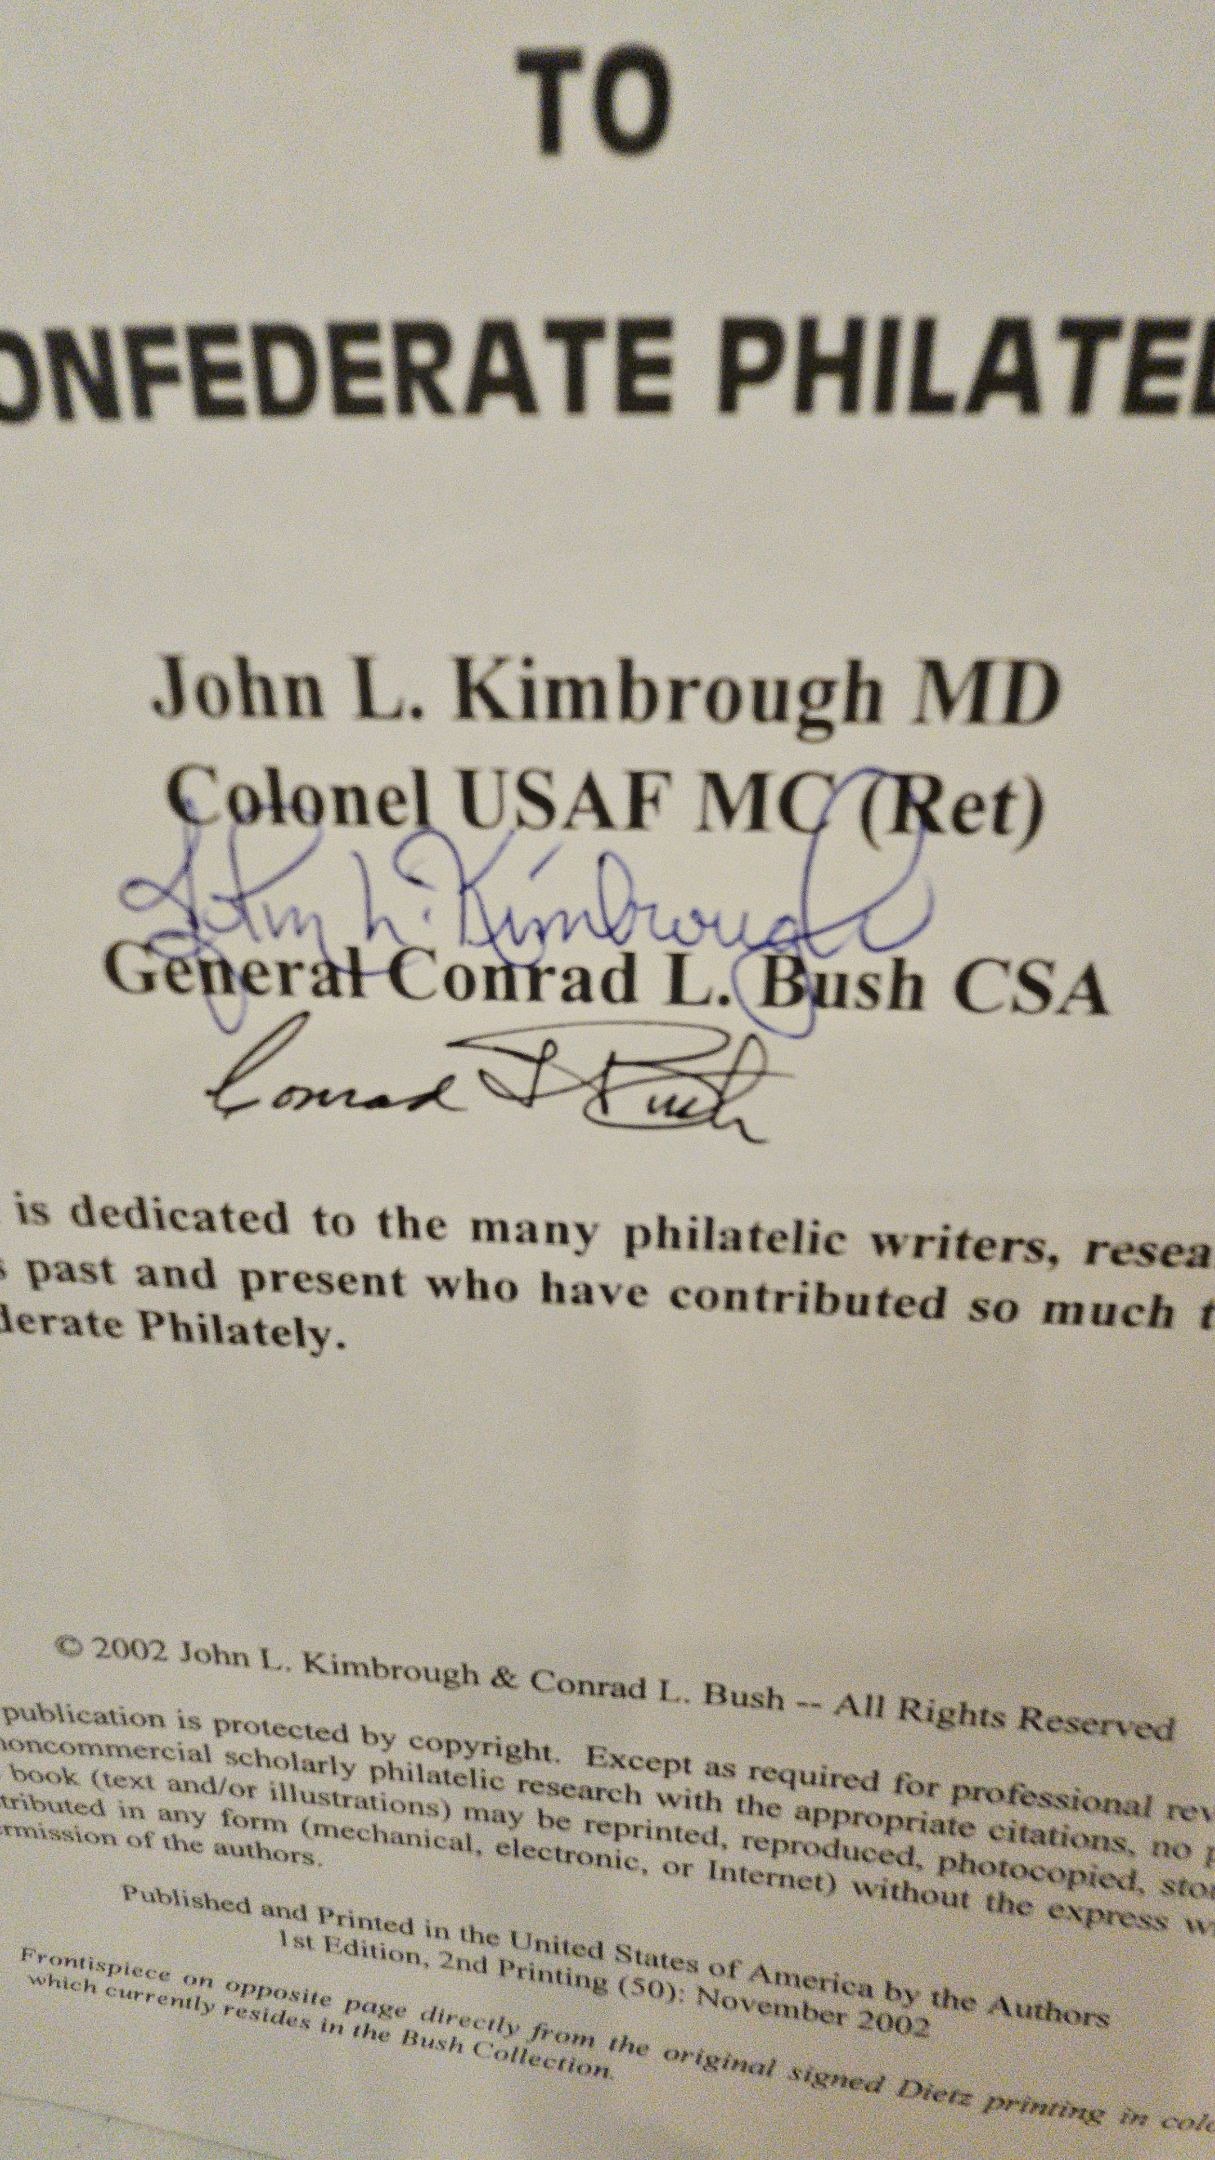 TO
ONFEDERATE PHILATEL
John L. Kimbrough MD
Colonel USAF MC (Ret)
John L. Kimbrough
General Conrad L. Bush CSA
Conrad L Bush
is dedicated to the many philatelic writers, resea
s past and present who have contributed so much t
derate Philately.
© 2002 John L. Kimbrough & Conrad L. Bush -- All Rights Reserved
publication is protected by copyright. Except as required for professional rev
noncommercial scholarly philatelic research with the appropriate citations, no p
book (text and/or illustrations) may be reprinted, reproduced, photocopied, stor
tributed in any form (mechanical, electronic, or Internet) without the express w
rmission of the authors.
Published and Printed in the United States of America by the Authors
1st Edition, 2nd Printing (50): November 2002
Frontispiece on opposite page directly from the original signed Dietz printing in colo
which currently resides in the Bush Collection.